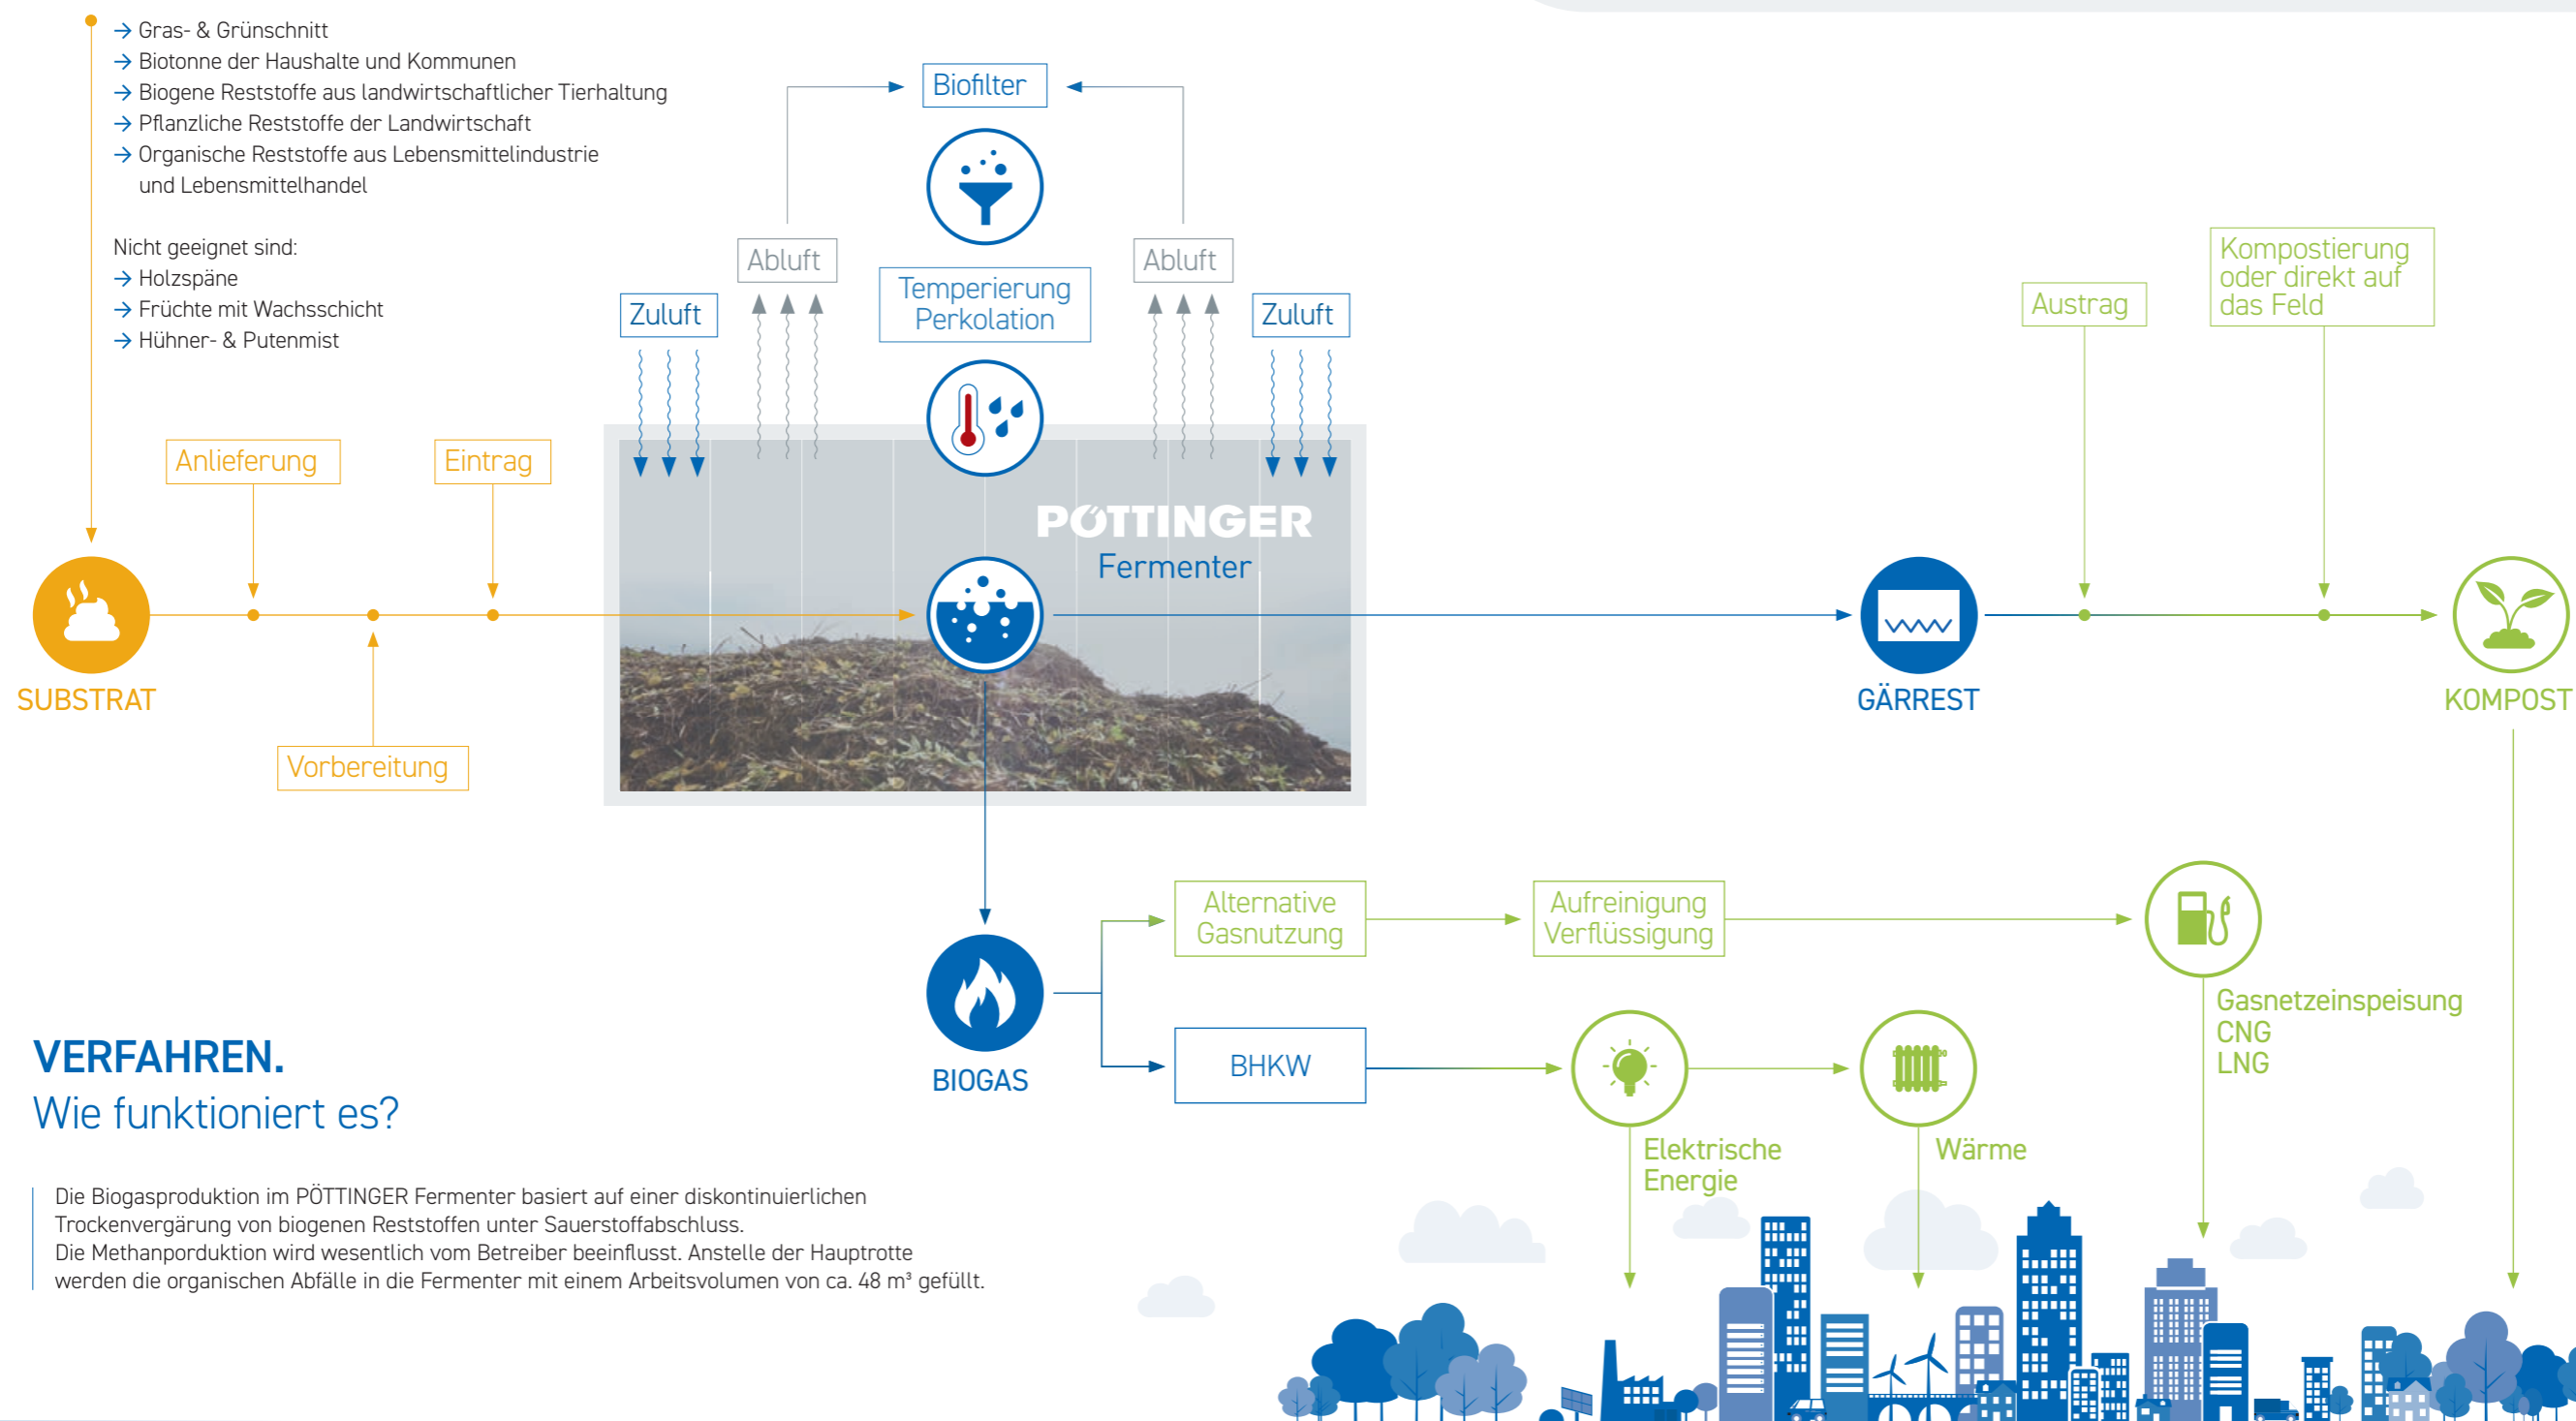 → Gras- & Grünschnitt
→ Biotonne der Haushalte und Kommunen
→ Biogene Reststoffe aus landwirtschaftlicher Tierhaltung
→ Pflanzliche Reststoffe der Landwirtschaft
→ Organische Reststoffe aus Lebensmittelindustrie
und Lebensmittelhandel
Nicht geeignet sind:
→ Holzspäne
→ Früchte mit Wachsschicht
→ Hühner- & Putenmist
Anlieferung
Eintrag
SUBSTRAT
Vorbereitung
Biofilter
Abluft
Abluft
Temperierung
Perkolation
Zuluft
Zuluft
PÖTTINGER
Fermenter
Austrag
Kompostierung
oder direkt auf
das Feld
GÄRREST
KOMPOST
BIOGAS
Alternative
Gasnutzung
Aufreinigung
Verflüssigung
Gasnetzeinspeisung
CNG
LNG
BHKW
Elektrische
Energie
Wärme
VERFAHREN.
Wie funktioniert es?
Die Biogasproduktion im PÖTTINGER Fermenter basiert auf einer diskontinuierlichen
Trockenvergärung von biogenen Reststoffen unter Sauerstoffabschluss.
Die Methanporduktion wird wesentlich vom Betreiber beeinflusst. Anstelle der Hauptrotte
werden die organischen Abfälle in die Fermenter mit einem Arbeitsvolumen von ca. 48 m³ gefüllt.